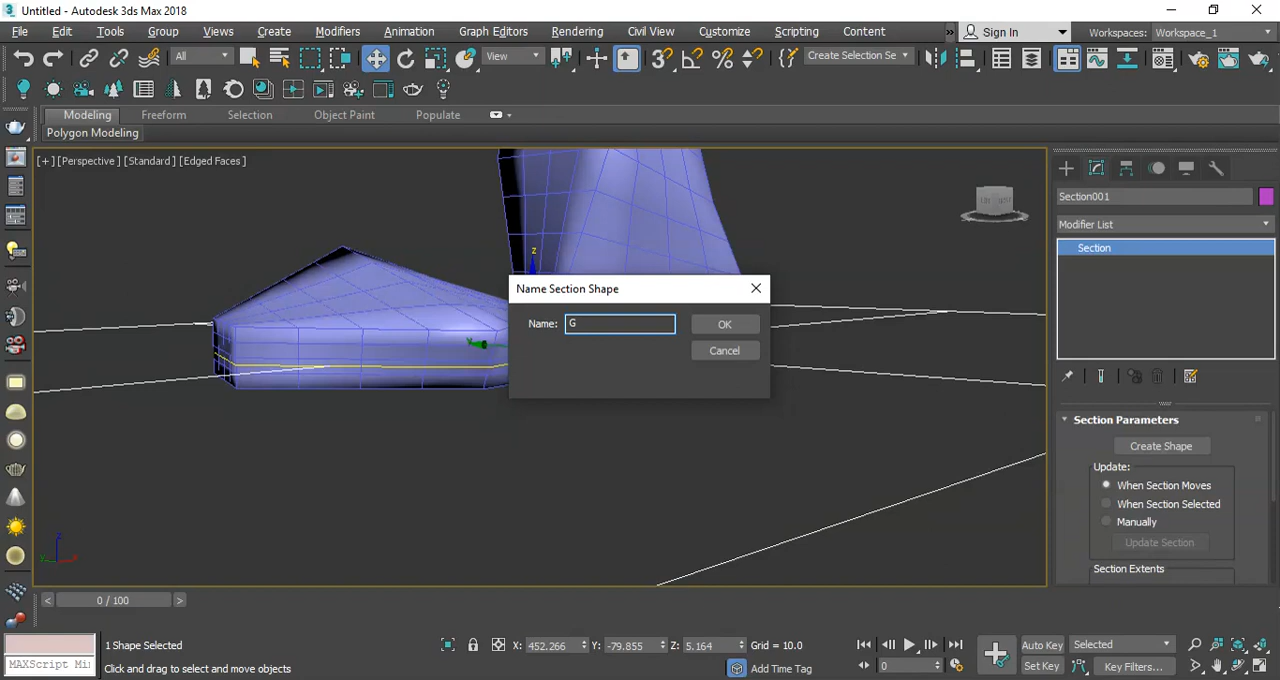 Untitled - Autodesk 3ds Max 2018
File Edit Tools Group Views Create Modifiers Animation Graph Editors Rendering Civil View Customize Scripting Content » Sign In Workspaces: Workspace_1
All View Create Selection Se
Modeling Freeform Selection Object Paint Populate
Polygon Modeling
[+] [Perspective] [Standard] [Edged Faces]
Section001
Modifier List
Section
z
Name Section Shape
Name: G OK
Cancel
y
Section Parameters
Create Shape
Update:
When Section Moves
When Section Selected
Manually
Update Section
Section Extents
z
y x
< 0 / 100 >
1 Shape Selected X: 452.266 Y: -79.855 Z: 5.164 Grid = 10.0 Auto Key Selected
MAXScript Mi Click and drag to select and move objects Add Time Tag 0 Set Key Key Filters...